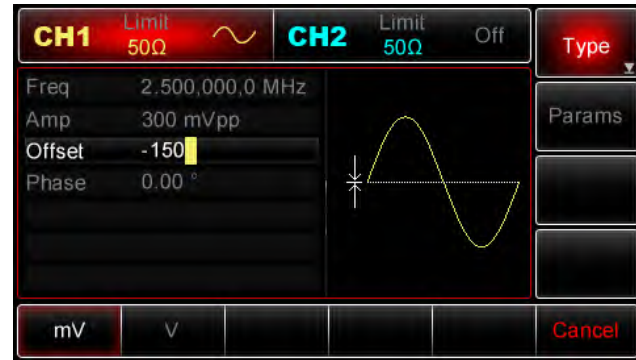 CH1 Limit 50Ω CH2 Limit 50Ω Off Type
Freq 2.500,000,0 MHz
Amp 300 mVpp
Params
Offset -150
Phase 0.00 °
mV V Cancel